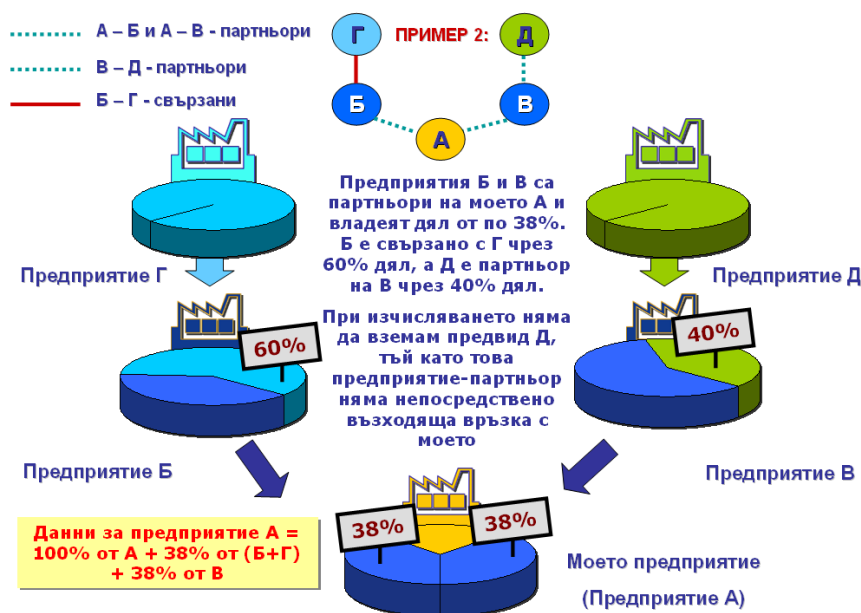 А – Б и А – В - партньори
В – Д - партньори
Б – Г - свързани
Г
ПРИМЕР 2:
Д
Б
В
А
Предприятия Б и В са
партньори на моето А и
владеят дял от по 38%.
Б е свързано с Г чрез
60% дял, а Д е партньор
на В чрез 40% дял.
Предприятие Г
Предприятие Д
При изчисляването няма
да вземам предвид Д,
тъй като това
предприятие-партньор
няма непосредствено
възходяща връзка с
моето
60%
40%
Предприятие Б
Предприятие В
38%
38%
Данни за предприятие А =
100% от А + 38% от (Б+Г)
+ 38% от В
Моето предприятие
(Предприятие А)